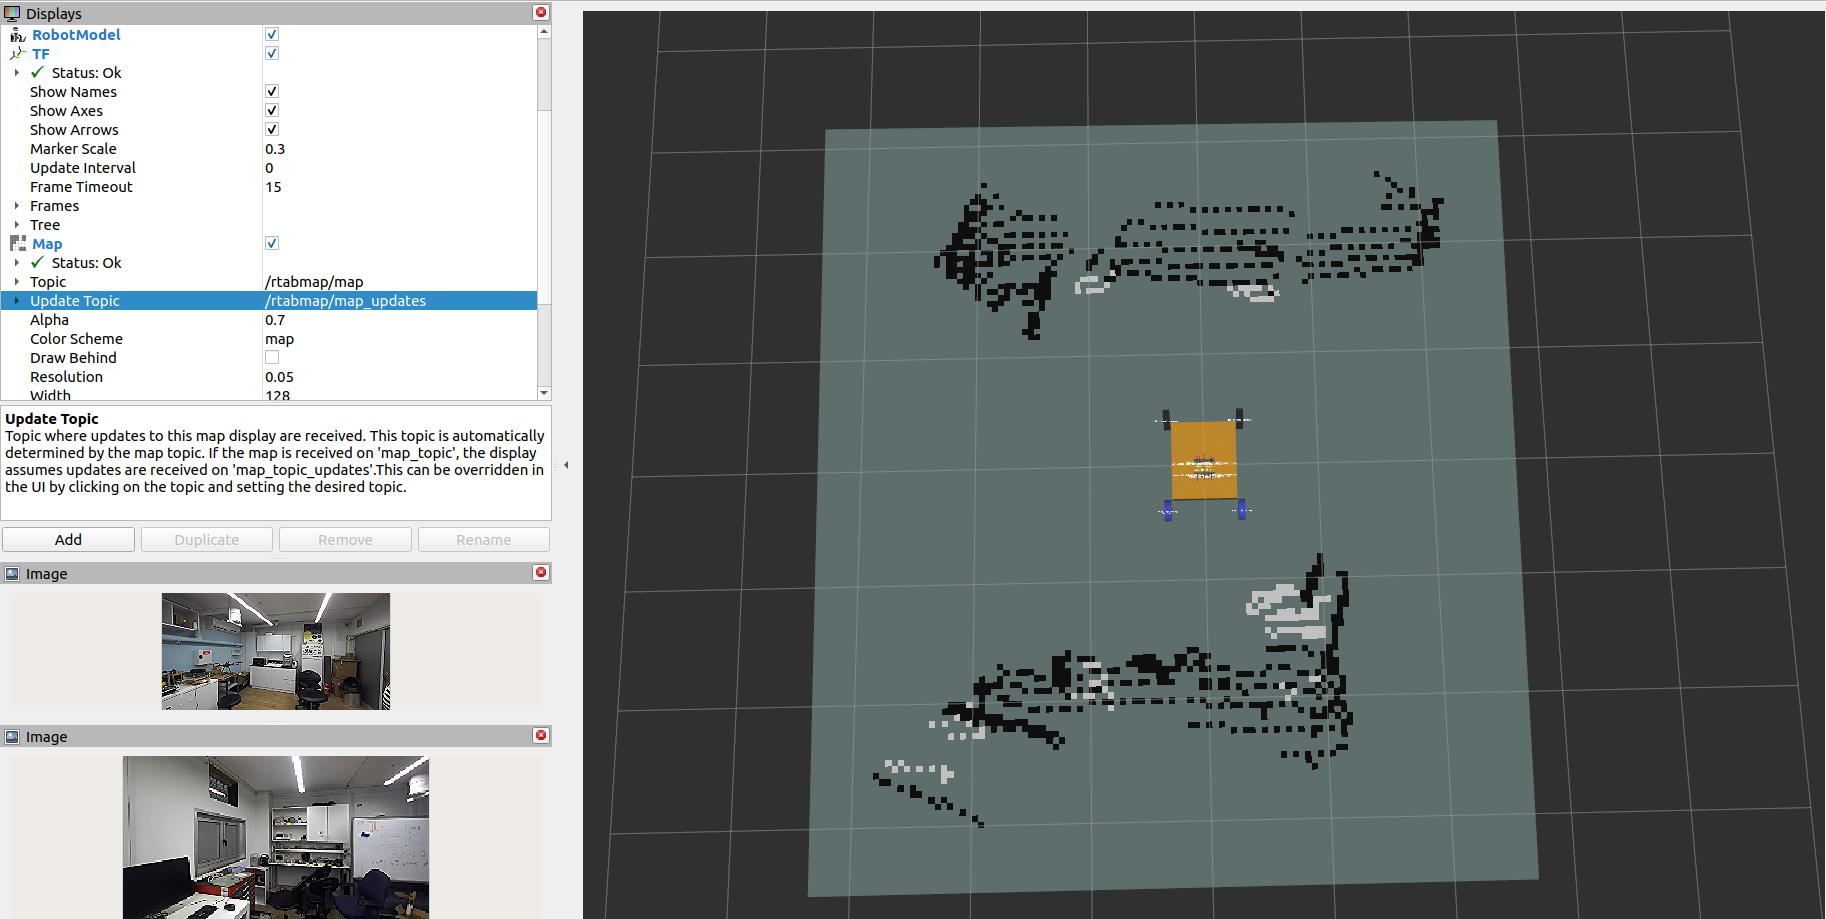 Displays
RobotModel
TF
Status: Ok
Show Names
Show Axes
Show Arrows
Marker Scale 0.3
Update Interval 0
Frame Timeout 15
Frames
Tree
Map
Status: Ok
Topic /rtabmap/map
Update Topic /rtabmap/map_updates
Alpha 0.7
Color Scheme map
Draw Behind
Resolution 0.05
Width 128
Update Topic
Topic where updates to this map display are received. This topic is automatically
determined by the map topic. If the map is received on 'map_topic', the display
assumes updates are received on 'map_topic_updates'.This can be overridden in
the UI by clicking on the topic and setting the desired topic.
Add Duplicate Remove Rename
Image
Image